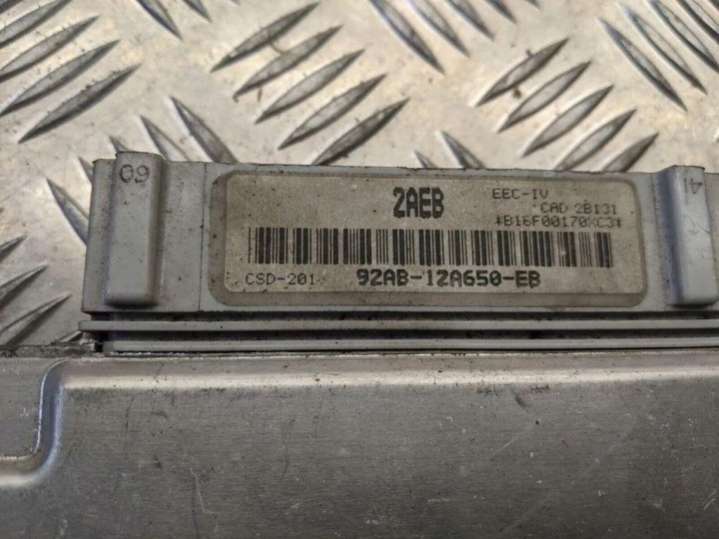 60
2AEB
EEC-IV
CAD 2B131
*B16F00170XC3*
CSD-201
92AB-12A650-EB
41